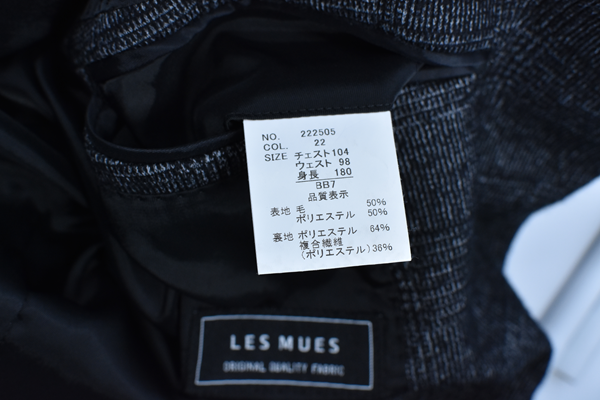 NO. 222505
COL. 22
SIZE チェスト104
ウェスト 98
身長 180
BB7
品質表示
表地 毛 50%
ポリエステル 50%
裏地 ポリエステル 64%
複合繊維
(ポリエステル) 36%
LES MUES
ORIGINAL QUALITY FABRIC